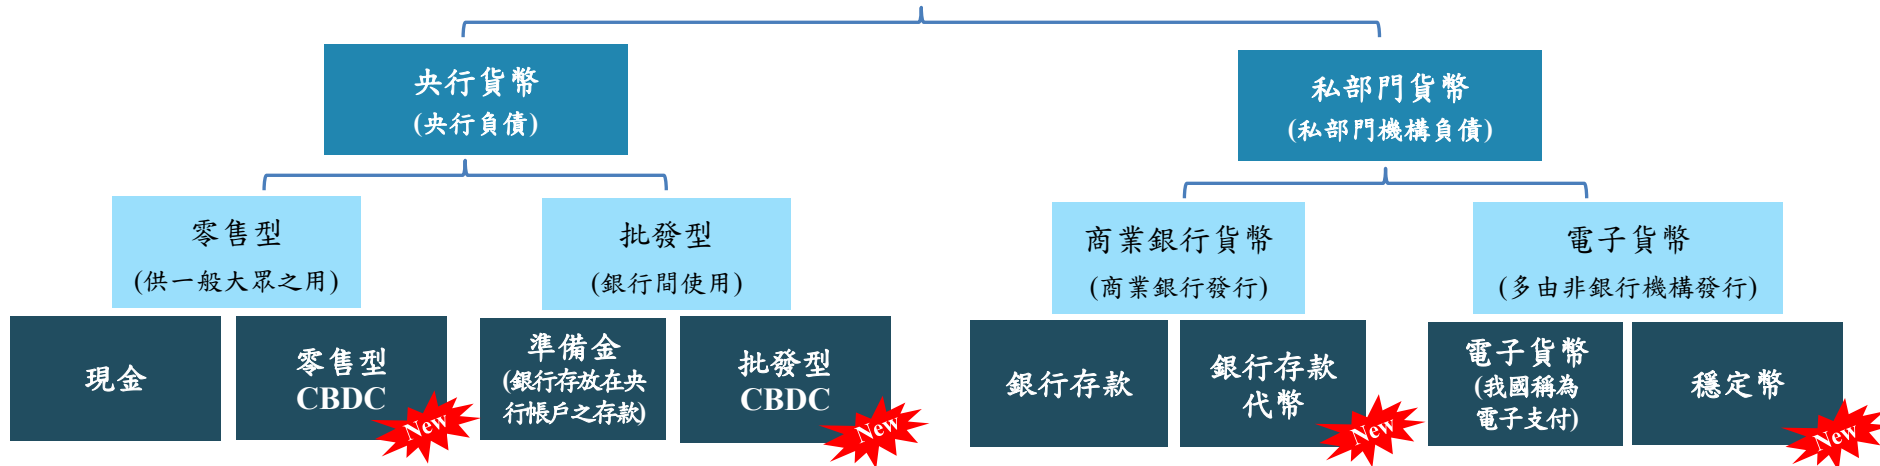 央行貨幣
(央行負債)
私部門貨幣
(私部門機構負債)
零售型
(供一般大眾之用)
批發型
(銀行間使用)
商業銀行貨幣
(商業銀行發行)
電子貨幣
(多由非銀行機構發行)
現金
零售型
CBDC
New
準備金
(銀行存放在央
行帳戶之存款)
批發型
CBDC
New
銀行存款
銀行存款
代幣
New
電子貨幣
(我國稱為
電子支付)
穩定幣
New